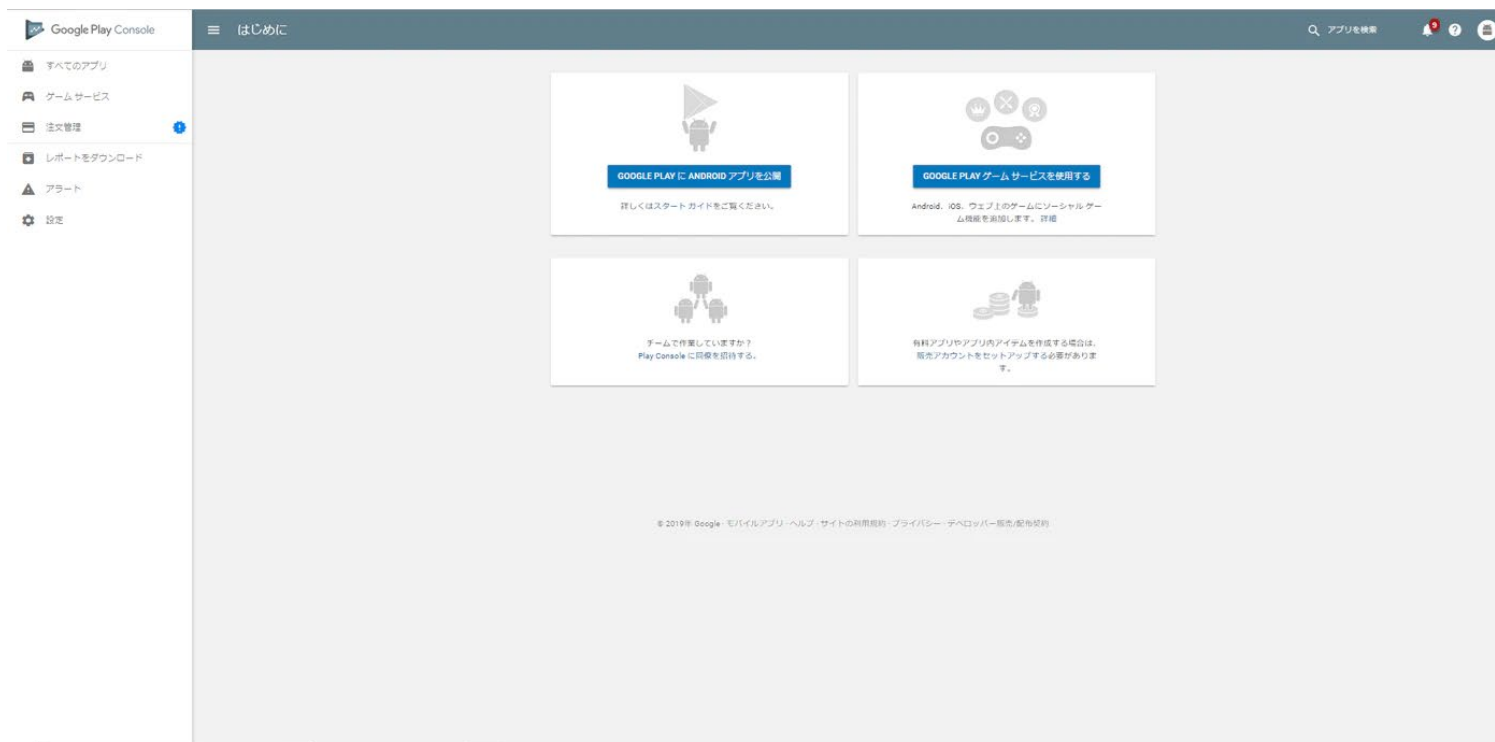 Google Play Console
はじめに
アプリを検索
9
すべてのアプリ
ゲーム サービス
注文管理
レポートをダウンロード
アラート
設定
GOOGLE PLAY に ANDROID アプリを公開
詳しくはスタート ガイドをご覧ください。
GOOGLE PLAY ゲーム サービスを使用する
Android、iOS、ウェブ上のゲームにソーシャル ゲー
ム機能を追加します。 詳細
チームで作業していますか？
Play Console に同僚を招待する。
有料アプリやアプリ内アイテムを作成する場合は、
販売アカウントをセットアップする必要がありま
す。
© 2019年 Google · モバイルアプリ · ヘルプ · サイトの利用規約 · プライバシー · デベロッパー販売/配布契約